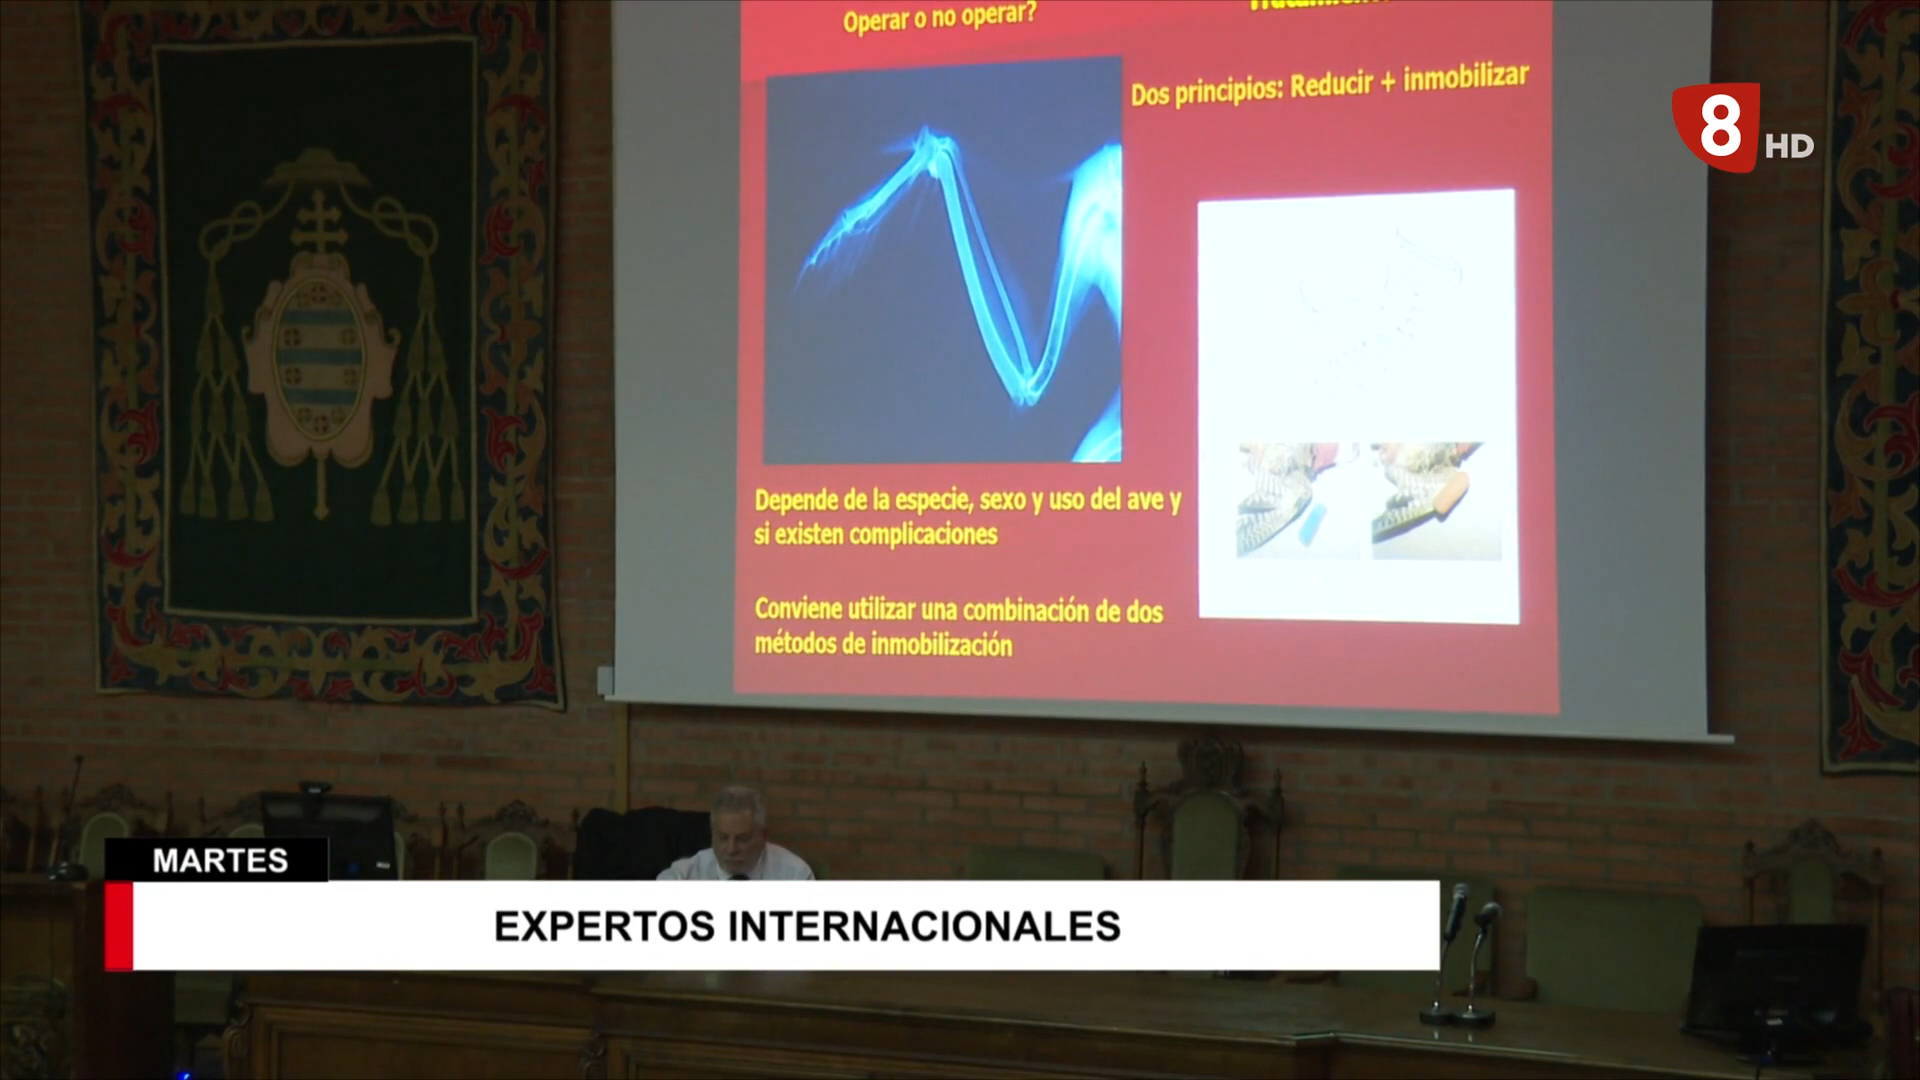 Operar o no operar?
Dos principios: Reducir + inmobilizar
8 HD
Depende de la especie, sexo y uso del ave y
si existen complicaciones
Conviene utilizar una combinación de dos
métodos de inmobilización
MARTES
EXPERTOS INTERNACIONALES